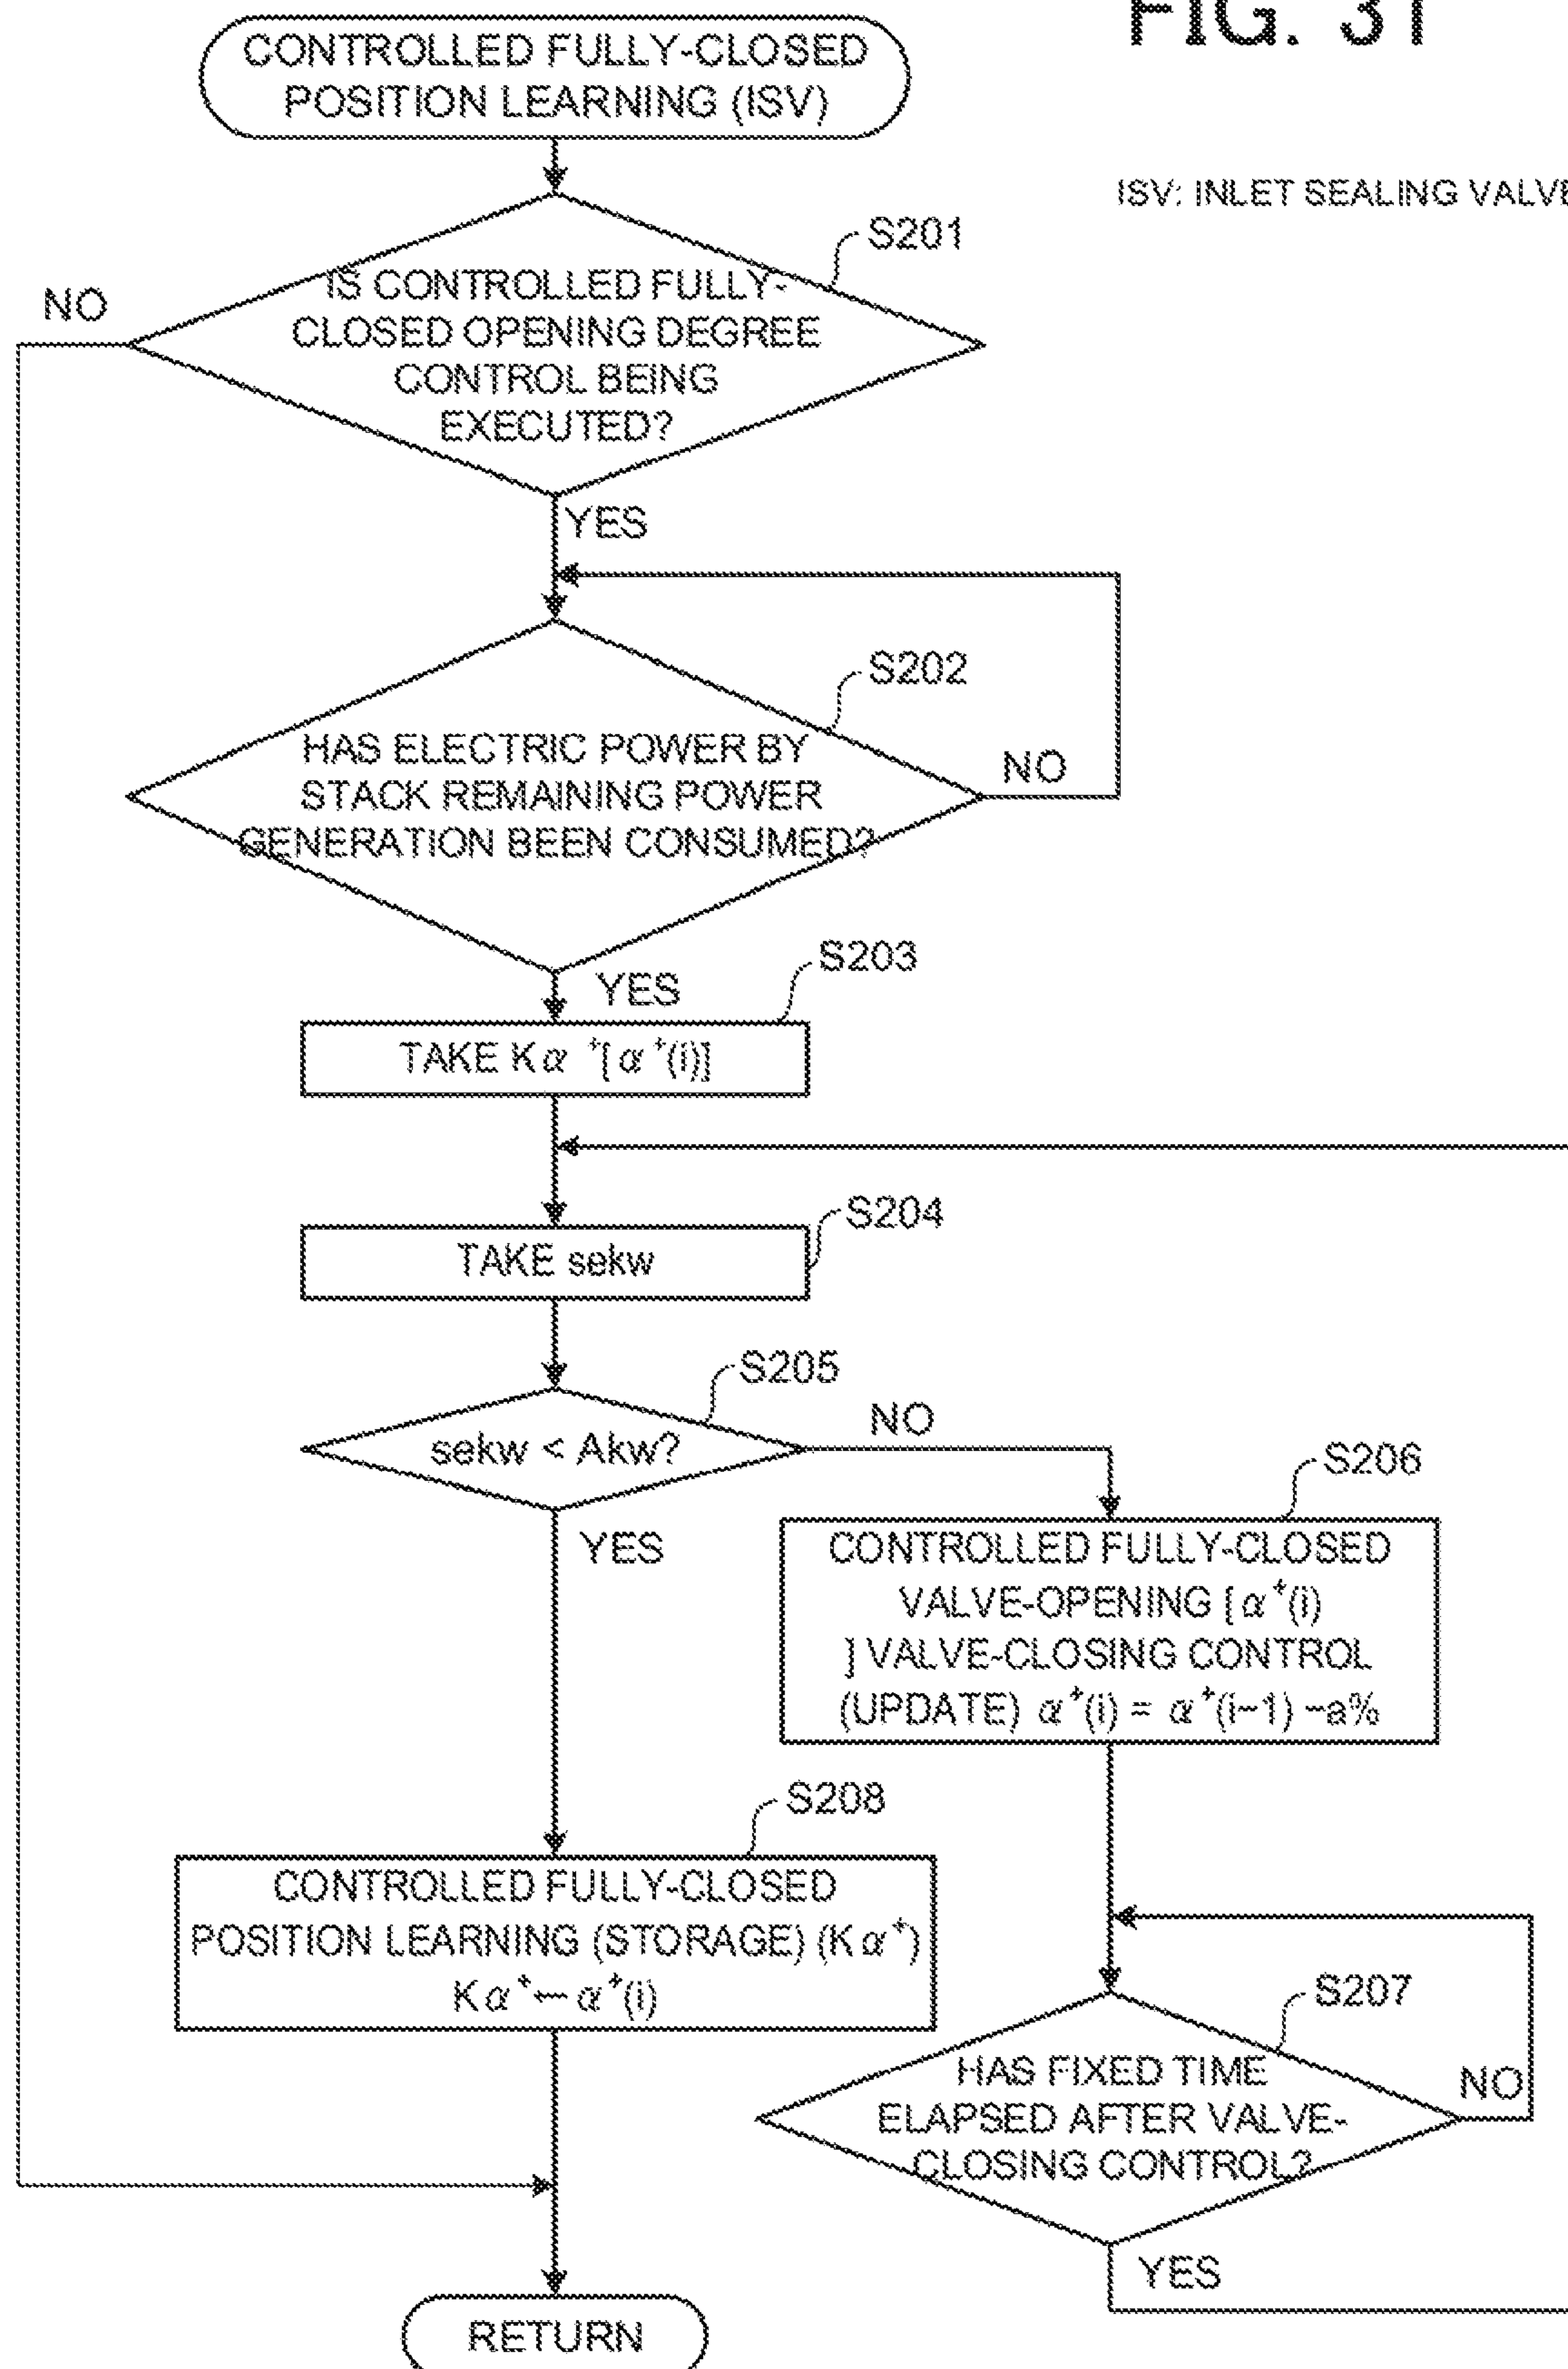 FIG. 31
CONTROLLED FULLY-CLOSED
POSITION LEARNING (ISV)
ISV: INLET SEALING VALVE
S201
NO
IS CONTROLLED FULLY-
CLOSED OPENING DEGREE
CONTROL BEING
EXECUTED?
YES
S202
HAS ELECTRIC POWER BY
STACK REMAINING POWER
GENERATION BEEN CONSUMED?
NO
YES
S203
TAKE Kα⁺[α⁺(i)]
S204
TAKE sekw
S205
sekw < Akw?
NO
YES
S206
CONTROLLED FULLY-CLOSED
VALVE-OPENING [α⁺(i)
] VALVE-CLOSING CONTROL
(UPDATE) α⁺(i) = α⁺(i−1) −a%
S208
CONTROLLED FULLY-CLOSED
POSITION LEARNING (STORAGE) (Kα⁺)
Kα⁺←α⁺(i)
S207
HAS FIXED TIME
ELAPSED AFTER VALVE-
CLOSING CONTROL?
NO
YES
RETURN